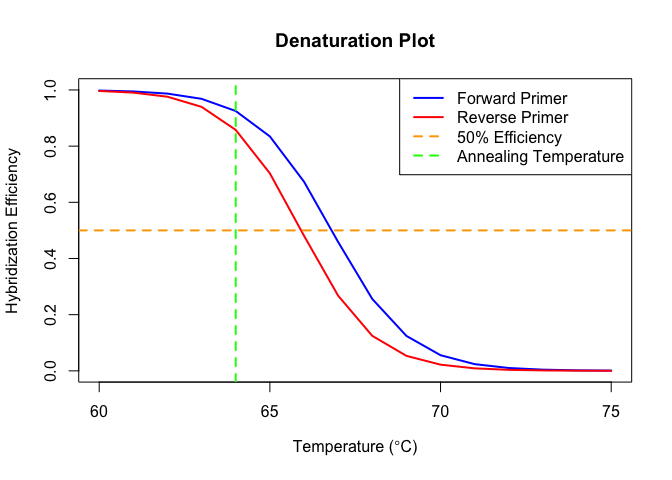 Denaturation Plot
Forward Primer
Reverse Primer
50% Efficiency
Annealing Temperature
Hybridization Efficiency
1.0
0.8
0.6
0.4
0.2
0.0
60 65 70 75
Temperature (°C)